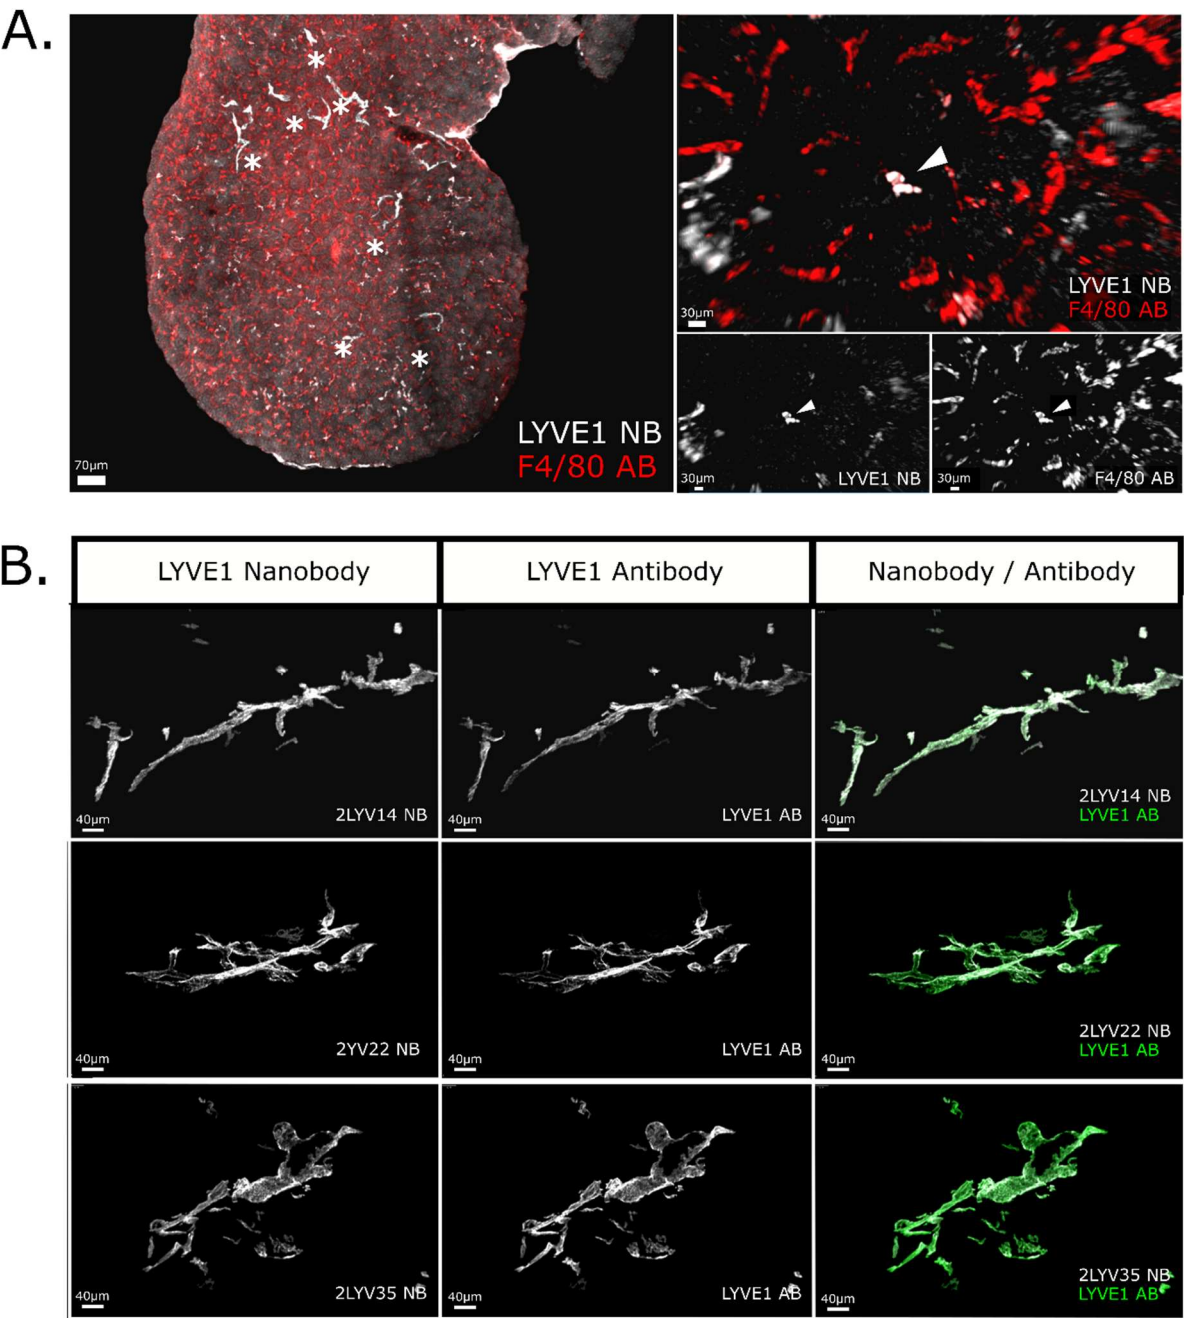 A.
LYVE1 NB
F4/80 AB
70µm
LYVE1 NB
F4/80 AB
30µm
30µm
LYVE1 NB
30µm
F4/80 AB
B.
LYVE1 Nanobody
LYVE1 Antibody
Nanobody / Antibody
2LYV14 NB
40µm
LYVE1 AB
40µm
2LYV14 NB
LYVE1 AB
40µm
2YV22 NB
40µm
LYVE1 AB
40µm
2LYV22 NB
LYVE1 AB
40µm
2LYV35 NB
40µm
LYVE1 AB
40µm
2LYV35 NB
LYVE1 AB
40µm